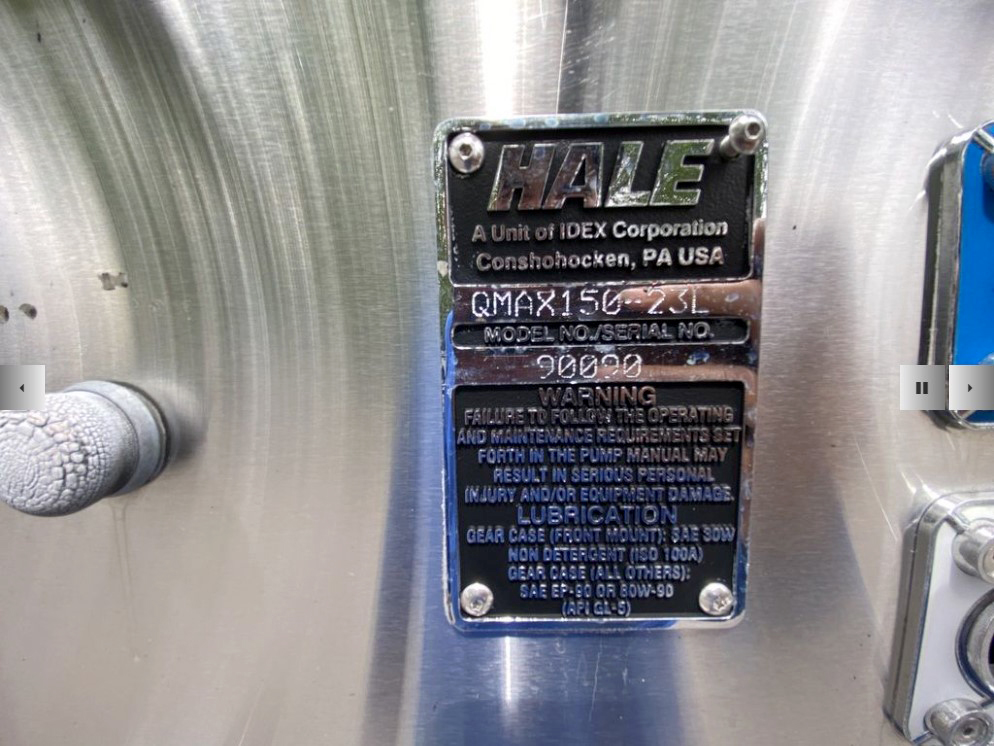 HALE
A Unit of IDEX Corporation
Conshohocken, PA USA
QMAX150-23L
MODEL NO./SERIAL NO.
90090
WARNING
FAILURE TO FOLLOW THE OPERATING
AND MAINTENANCE REQUIREMENTS SET
FORTH IN THE PUMP MANUAL MAY
RESULT IN SERIOUS PERSONAL
INJURY AND/OR EQUIPMENT DAMAGE.
LUBRICATION
GEAR CASE (FRONT MOUNT): SAE 30W
NON DETERGENT (ISO 100A)
GEAR CASE (ALL OTHERS):
SAE EP-90 OR 80W-90
(API GL-5)